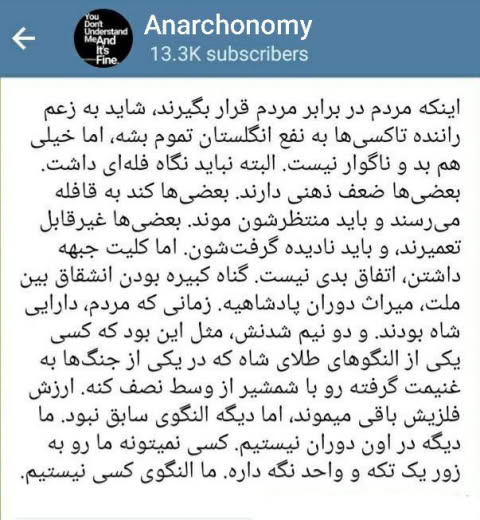 You
Don't
Understand
Me And
It's
Fine.
Anarchonomy
13.3K subscribers
اینکه مردم در برابر مردم قرار بگیرند، شاید به زعم
راننده تاکسی‌ها به نفع انگلستان تموم بشه، اما خیلی
هم بد و ناگوار نیست. البته نباید نگاه فله‌ای داشت.
بعضی‌ها ضعف ذهنی دارند. بعضی‌ها کند به قافله
می‌رسند و باید منتظرشون موند. بعضی‌ها غیرقابل
تعمیرند، و باید نادیده گرفت‌شون. اما کلیت جبهه
داشتن، اتفاق بدی نیست. گناه کبیره بودن انشقاق بین
ملت، میراث دوران پادشاهیه. زمانی که مردم، دارایی
شاه بودند. و دو نیم شدنش، مثل این بود که کسی
یکی از النگوهای طلای شاه که در یکی از جنگ‌ها به
غنیمت گرفته رو با شمشیر از وسط نصف کنه. ارزش
فلزیش باقی میموند، اما دیگه النگوی سابق نبود. ما
دیگه در اون دوران نیستیم. کسی نمیتونه ما رو به
زور یک تکه و واحد نگه داره. ما النگوی کسی نیستیم.